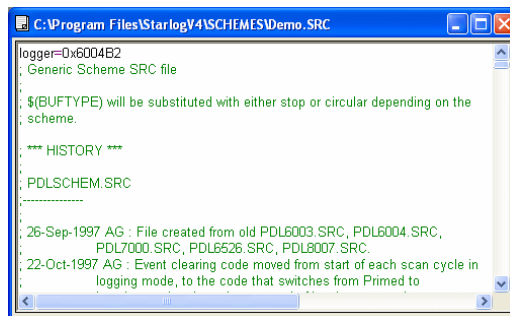 C:\Program Files\StarlogV4\SCHEMES\Demo.SRC
logger=0x6004B2
; Generic Scheme SRC file
;
; $(BUFTYPE) will be substituted with either stop or circular depending on the
; scheme.
;
; *** HISTORY ***
;
; PDLSCHEM.SRC
;---------------
;
; 26-Sep-1997 AG : File created from old PDL6003.SRC, PDL6004.SRC,
; PDL7000.SRC, PDL6526.SRC, PDL8007.SRC.
; 22-Oct-1997 AG : Event clearing code moved from start of each scan cycle in
; logging mode, to the code that switches from Primed to